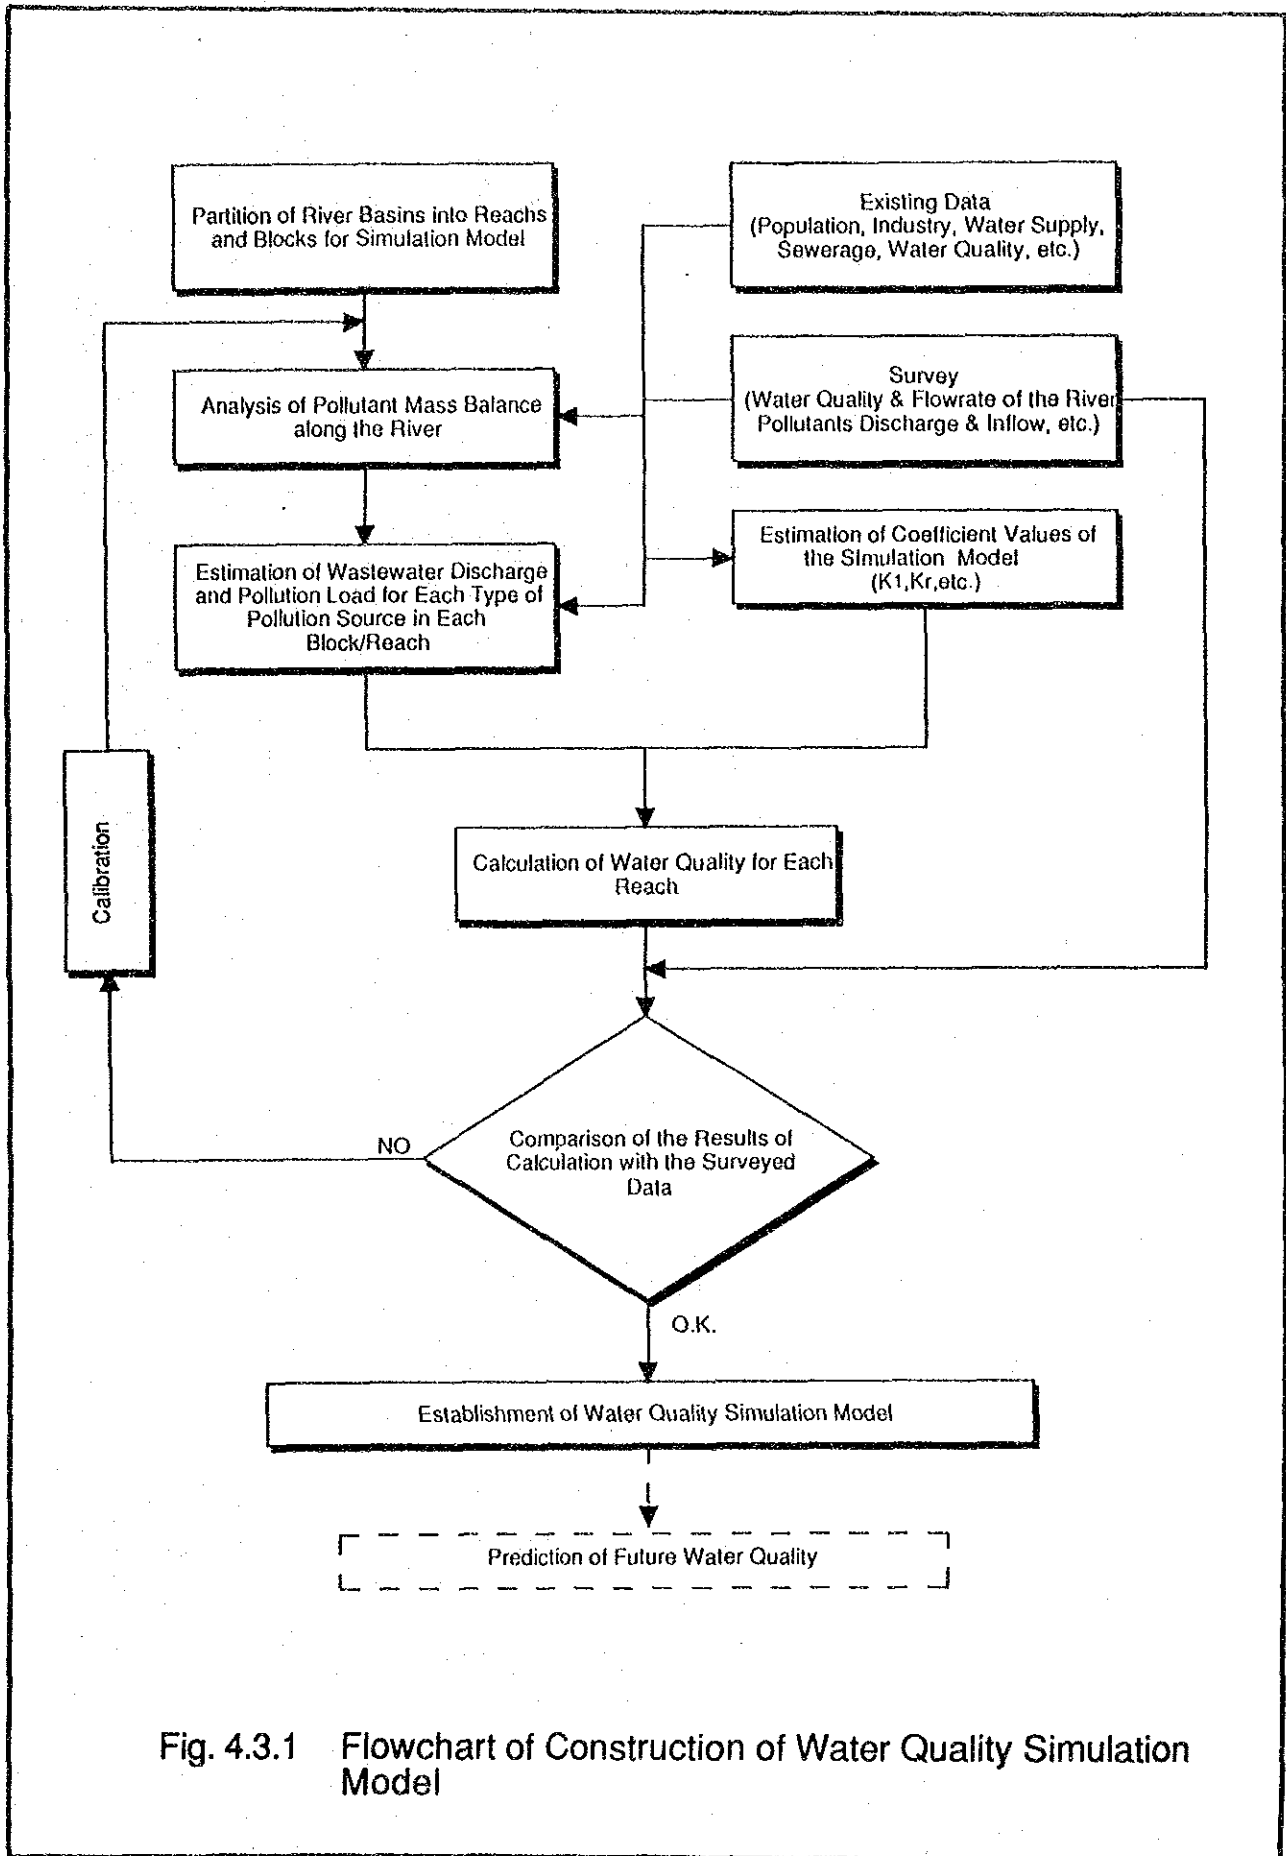 Partition of River Basins into Reachs
and Blocks for Simulation Model
Existing Data
(Population, Industry, Water Supply,
Sewerage, Water Quality, etc.)
Analysis of Pollutant Mass Balance
along the River
Survey
(Water Quality & Flowrate of the River
Pollutants Discharge & Inflow, etc.)
Estimation of Wastewater Discharge
and Pollution Load for Each Type of
Pollution Source in Each
Block/Reach
Estimation of Coefficient Values of
the Simulation Model
(K1,Kr,etc.)
Calibration
Calculation of Water Quality for Each
Reach
NO
Comparison of the Results of
Calculation with the Surveyed
Data
O.K.
Establishment of Water Quality Simulation Model
Prediction of Future Water Quality
Fig. 4.3.1 Flowchart of Construction of Water Quality Simulation
Model